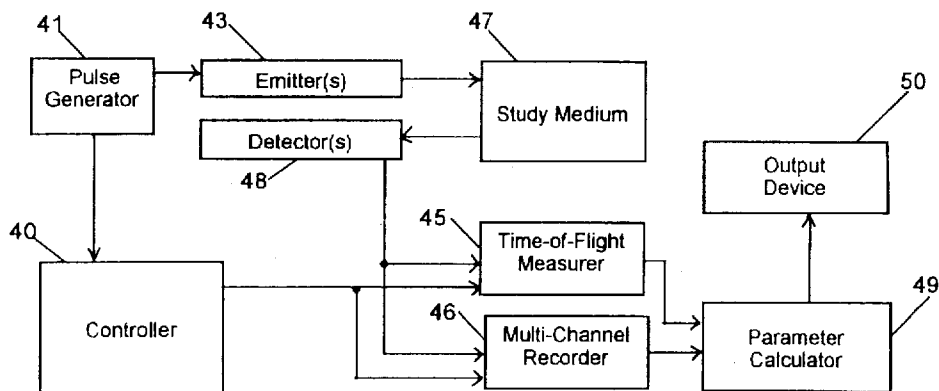 41
Pulse
Generator
43
Emitter(s)
47
Study Medium
Detector(s)
48
50
Output
Device
40
Controller
45
Time-of-Flight
Measurer
46
Multi-Channel
Recorder
49
Parameter
Calculator